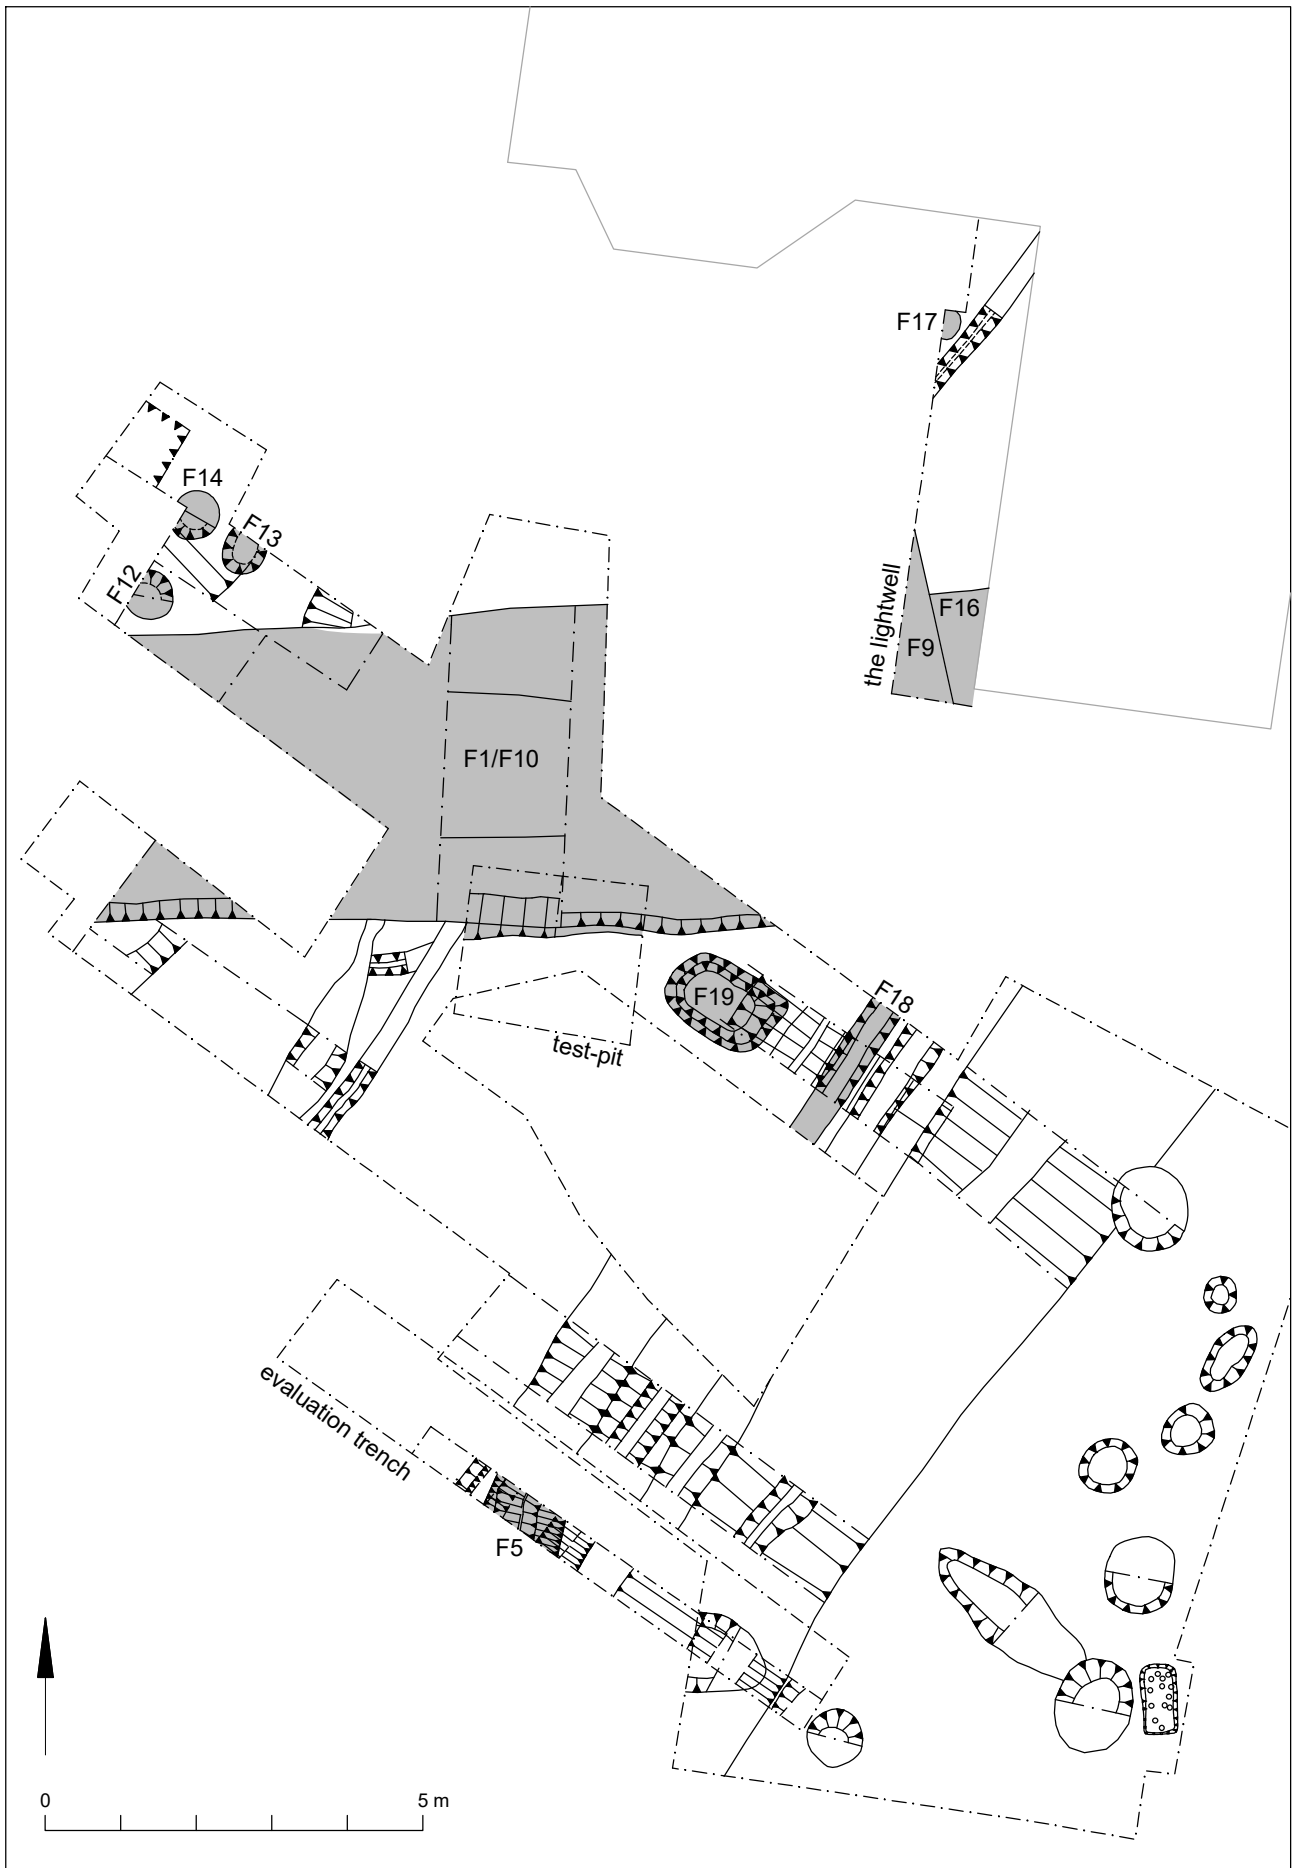 F17
F14
F13
F12
F16
F9
the lightwell
F1/F10
F19
F18
test-pit
evaluation trench
F5
0
5 m